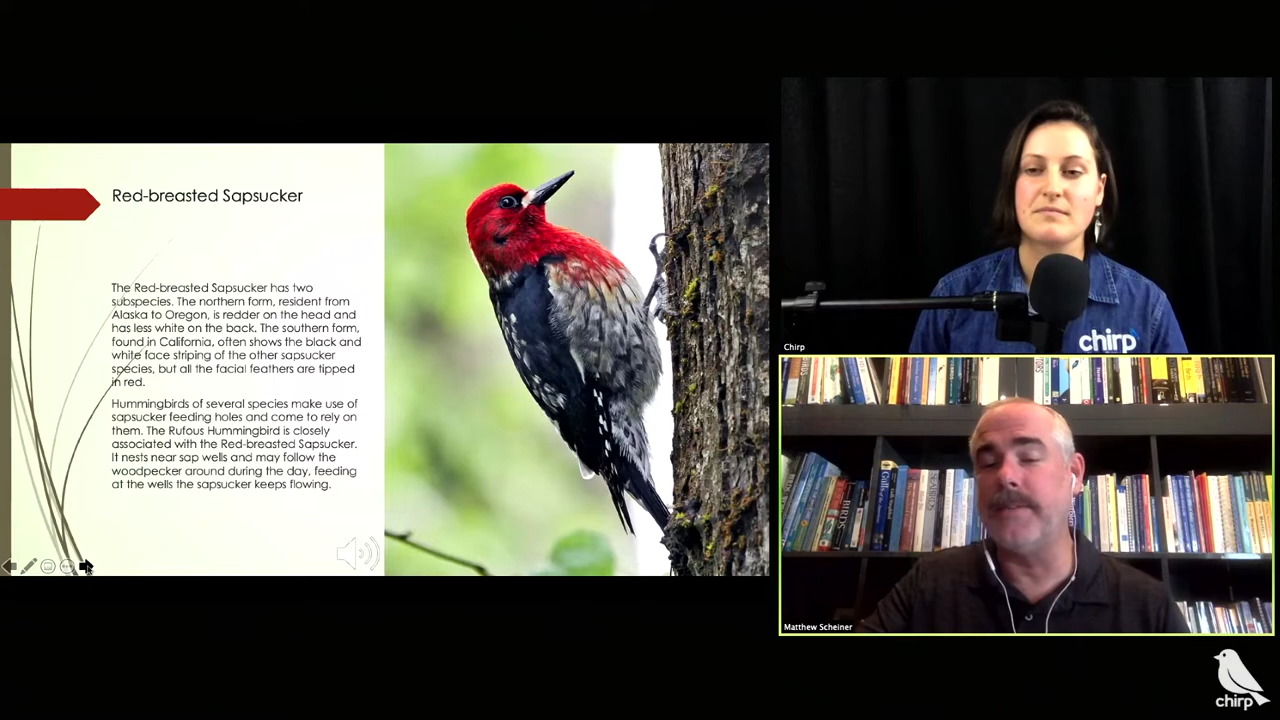 Red-breasted Sapsucker
The Red-breasted Sapsucker has two
subspecies. The northern form, resident from
Alaska to Oregon, is redder on the head and
has less white on the back. The southern form,
found in California, often shows the black and
white face striping of the other sapsucker
species, but all the facial feathers are tipped
in red.
Hummingbirds of several species make use of
sapsucker feeding holes and come to rely on
them. The Rufous Hummingbird is closely
associated with the Red-breasted Sapsucker.
It nests near sap wells and may follow the
woodpecker around during the day, feeding
at the wells the sapsucker keeps flowing.
chirp
Chirp
BIRDS
Matthew Scheiner
chirp